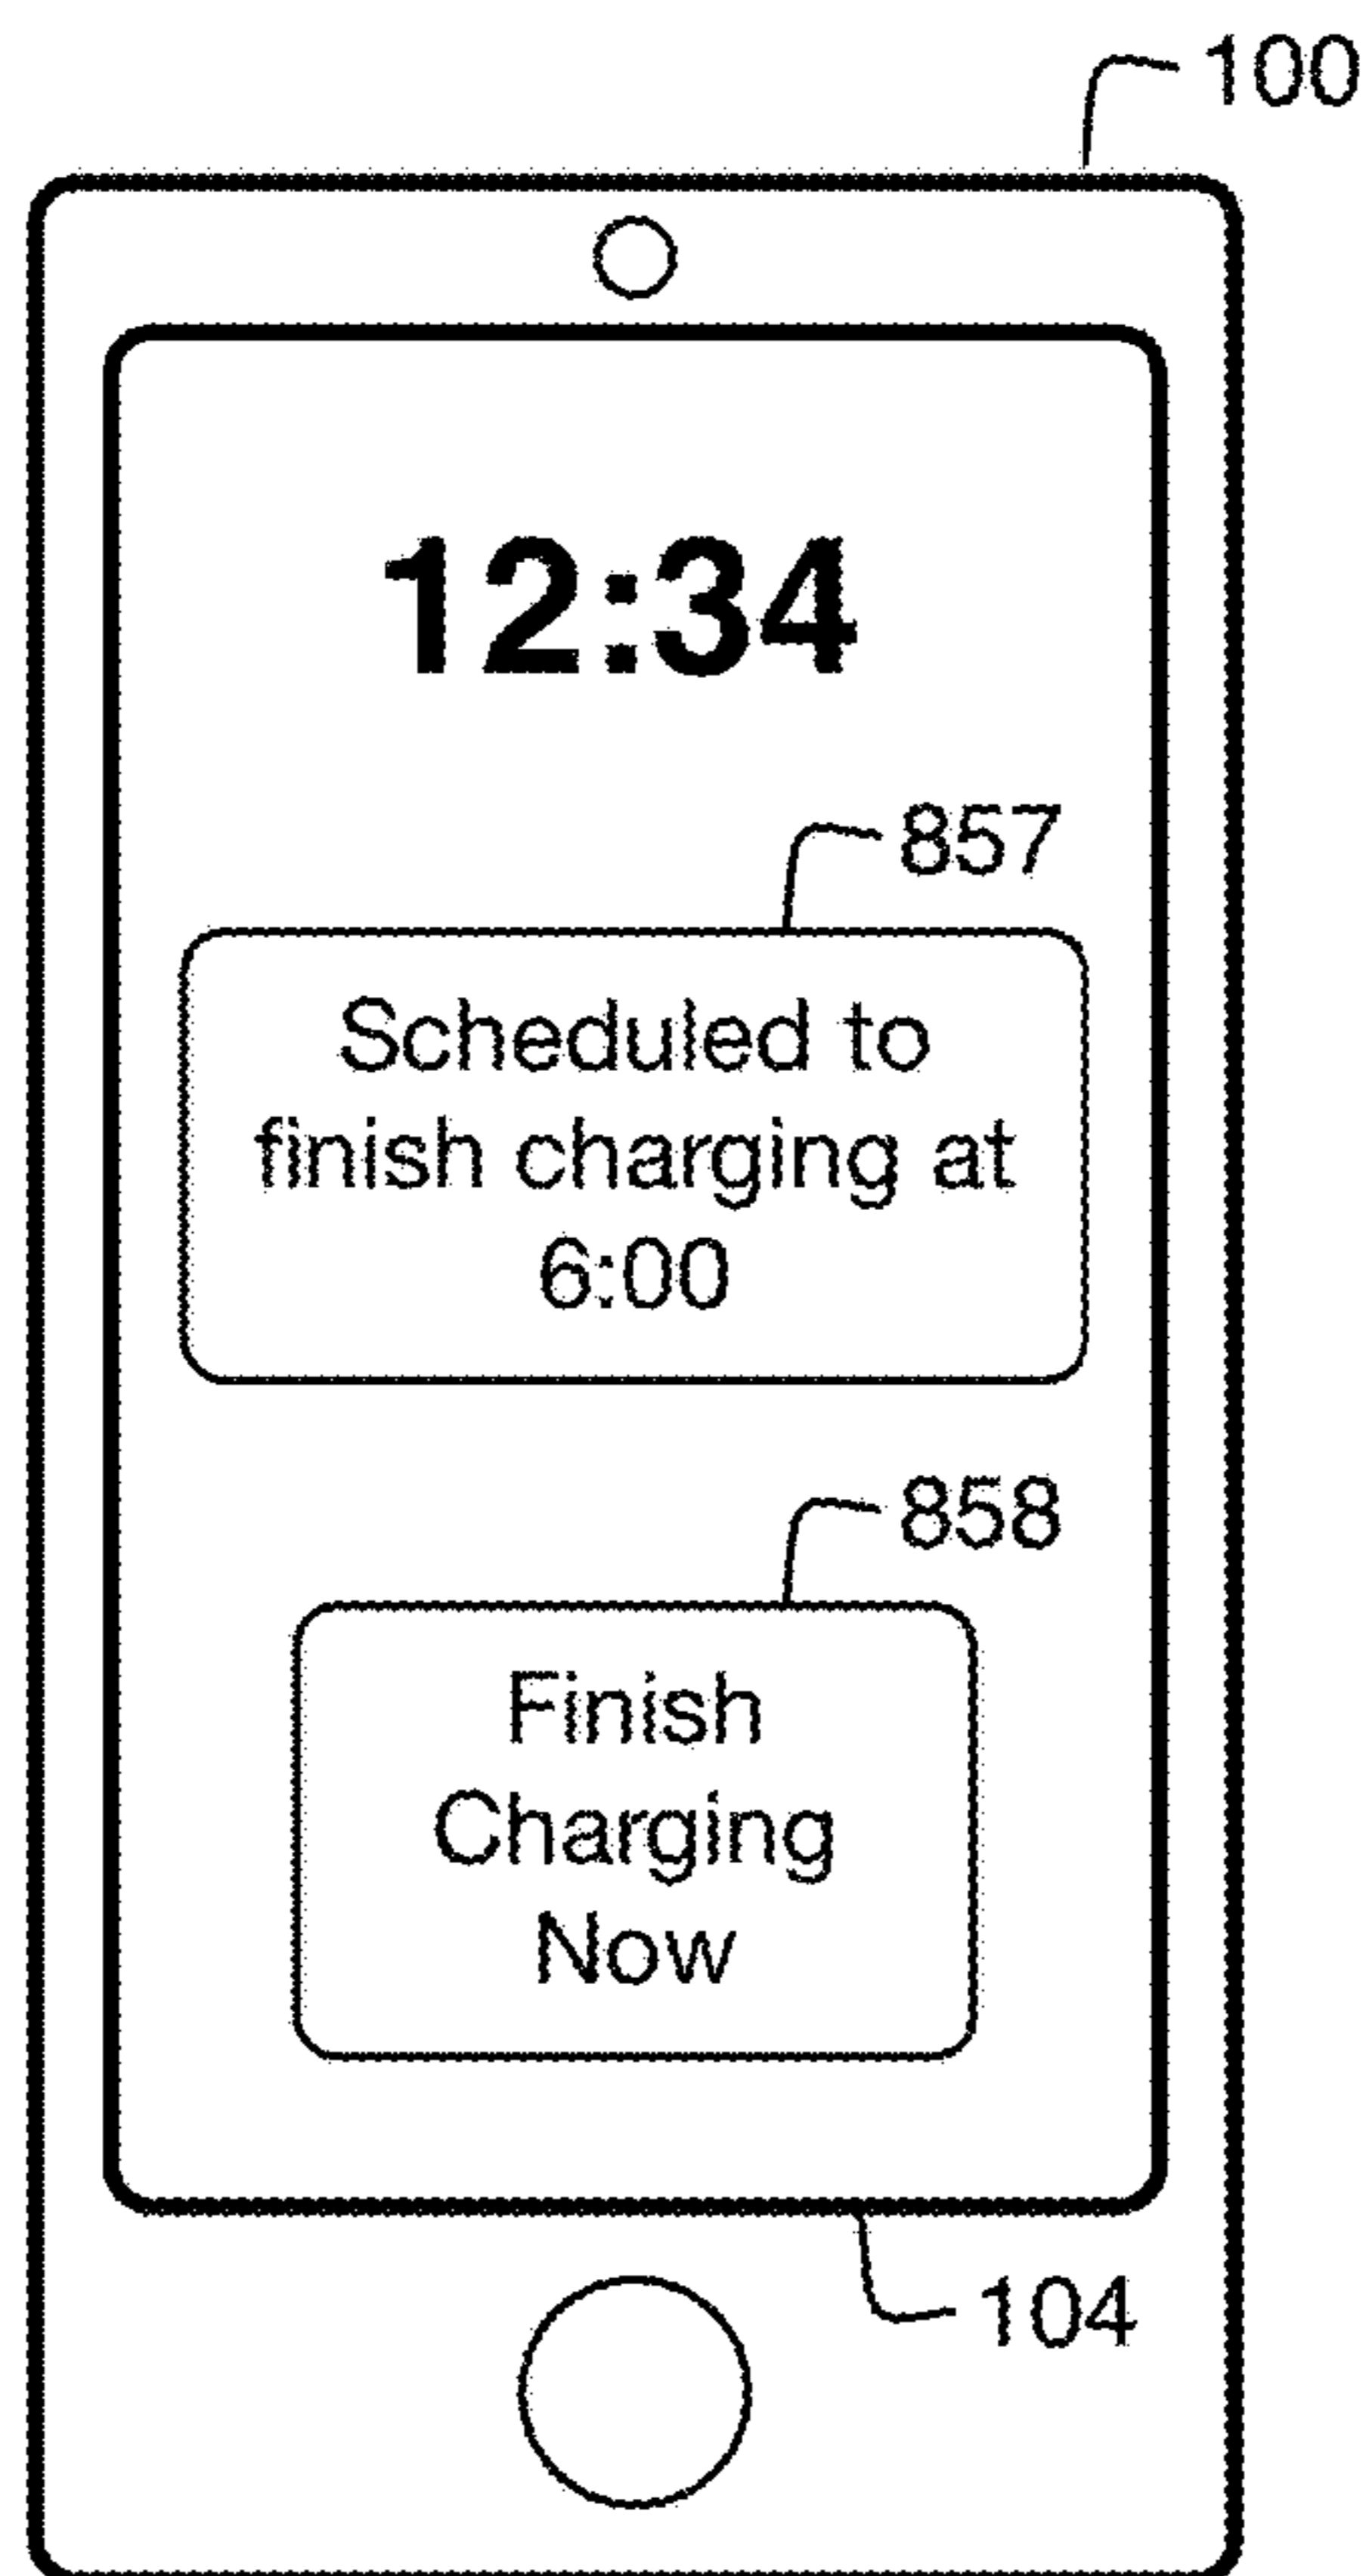 100
12:34
857
Scheduled to
finish charging at
6:00
858
Finish
Charging
Now
104